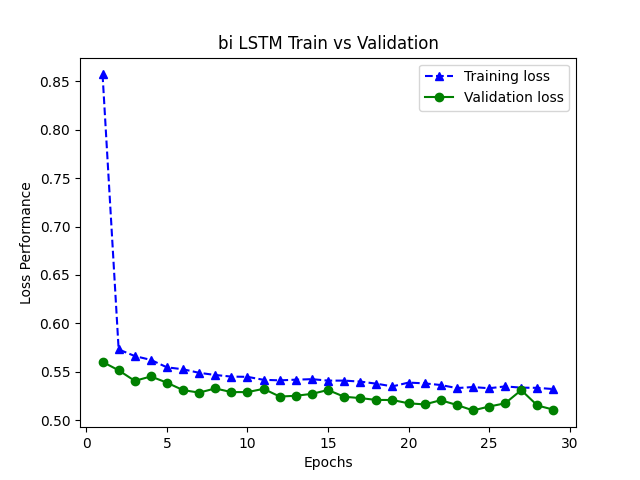 bi LSTM Train vs Validation
Training loss
Validation loss
Loss Performance
0.85
0.80
0.75
0.70
0.65
0.60
0.55
0.50
0 5 10 15 20 25 30
Epochs